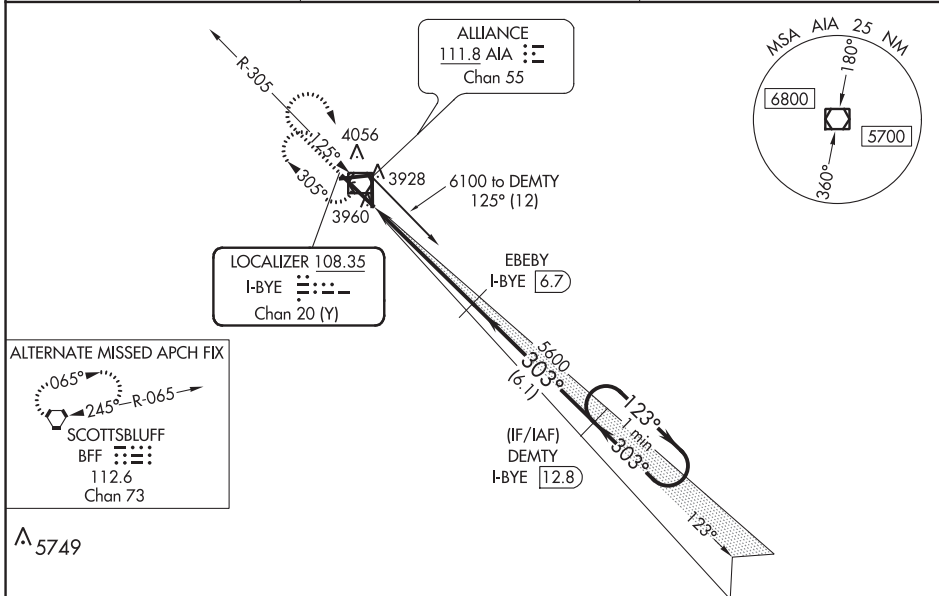 ALLIANCE
111.8 AIA
Chan 55
MSA AIA 25 NM
180°
6800
5700
360°
R-305
125°
4056
305°
3928
3960
6100 to DEMTY
125° (12)
LOCALIZER 108.35
I-BYE
Chan 20 (Y)
EBEBY
I-BYE 6.7
5600
303°
(6.1)
ALTERNATE MISSED APCH FIX
065°
245°
R-065
SCOTTSBLUFF
BFF
112.6
Chan 73
123°
1 min
303°
(IF/IAF)
DEMTY
I-BYE 12.8
123°
5749